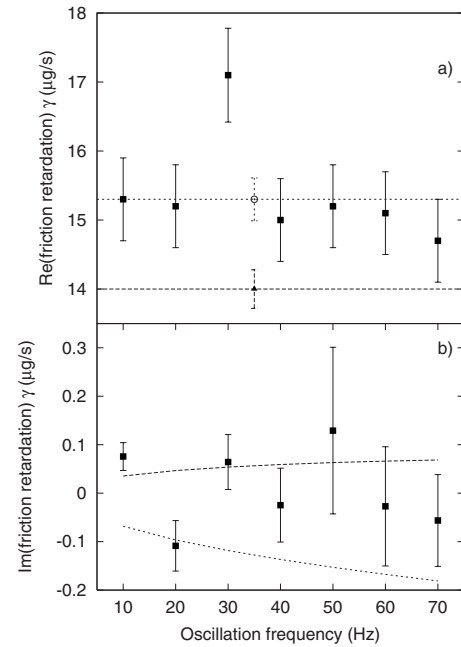 a)
Re(friction retardation) γ (μg/s)
18
17
16
15
14
b)
Im(friction retardation) γ (μg/s)
0.3
0.2
0.1
0
-0.1
-0.2
10 20 30 40 50 60 70
Oscillation frequency (Hz)